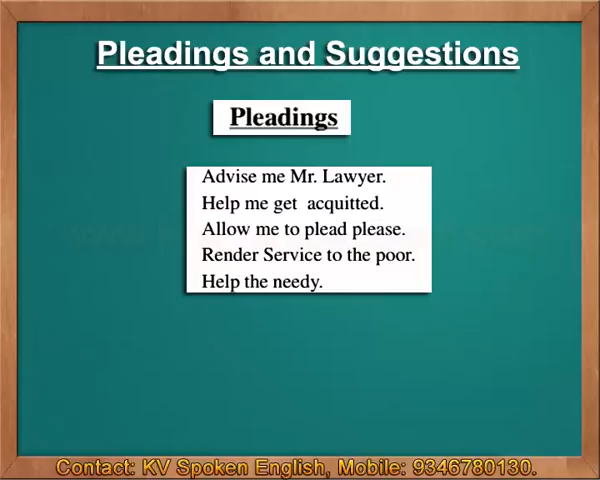 Pleadings and Suggestions
Pleadings
Advise me Mr. Lawyer.
Help me get acquitted.
Allow me to plead please.
Render Service to the poor.
Help the needy.
Contact: KV Spoken English, Mobile: 9346780130.